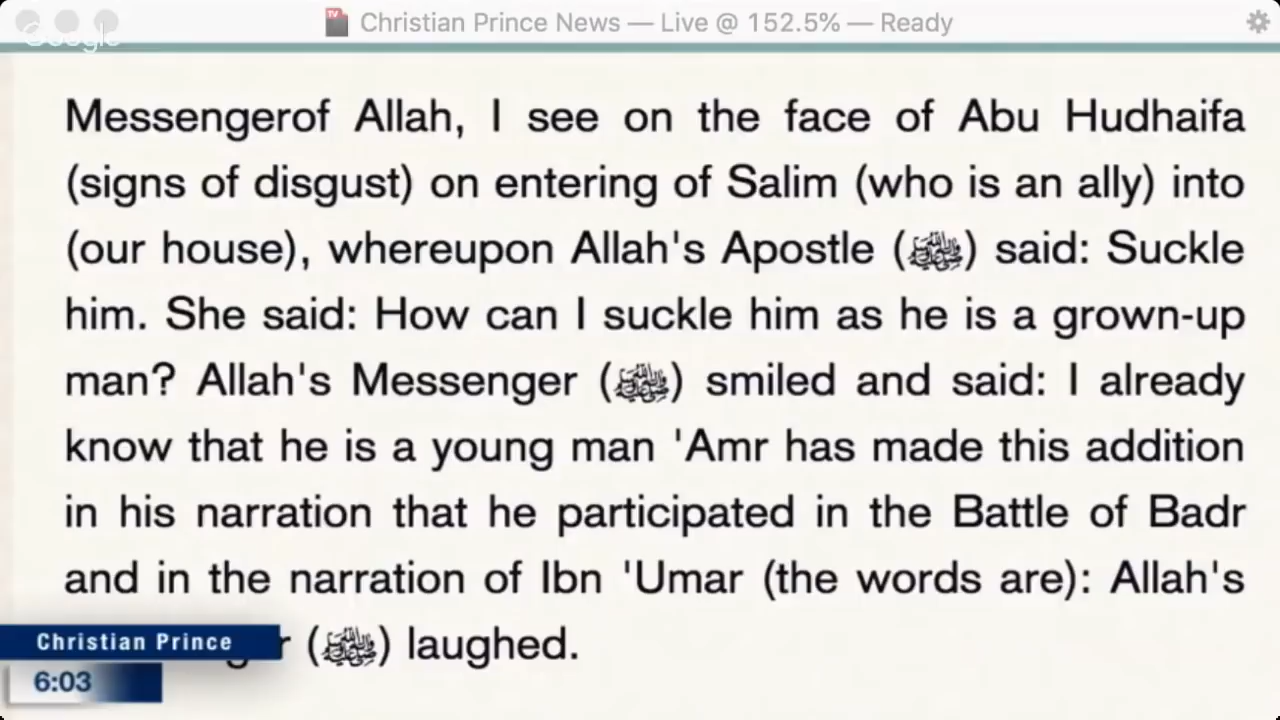 Christian Prince News — Live @ 152.5% — Ready
Google
Messengerof Allah, I see on the face of Abu Hudhaifa
(signs of disgust) on entering of Salim (who is an ally) into
(our house), whereupon Allah's Apostle (ﷺ) said: Suckle
him. She said: How can I suckle him as he is a grown-up
man? Allah's Messenger (ﷺ) smiled and said: I already
know that he is a young man 'Amr has made this addition
in his narration that he participated in the Battle of Badr
and in the narration of Ibn 'Umar (the words are): Allah's
(ﷺ) laughed.
Christian Prince
6:03